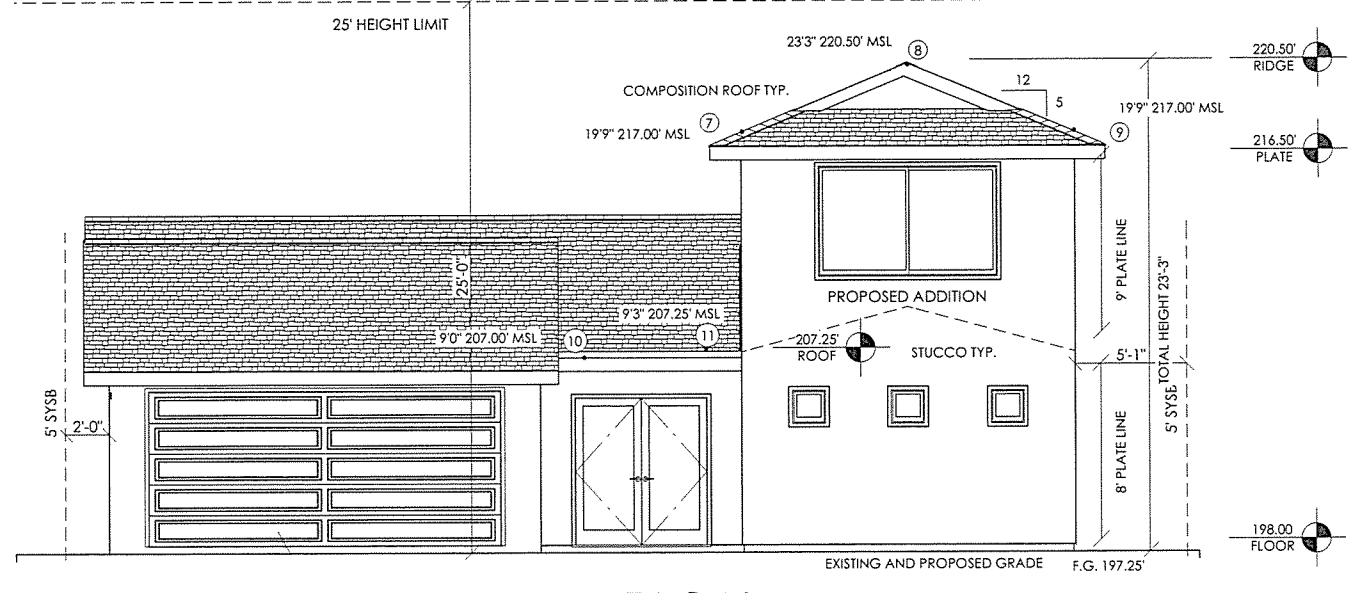 25' HEIGHT LIMIT
23'3" 220.50' MSL
8
220.50'
RIDGE
COMPOSITION ROOF TYP.
12
5
19'9" 217.00' MSL
7
19'9" 217.00' MSL
9
216.50'
PLATE
25'-0"
9' PLATE LINE
TOTAL HEIGHT 23'-3"
PROPOSED ADDITION
9'3" 207.25' MSL
9'0" 207.00' MSL
10
11
207.25'
ROOF
STUCCO TYP.
5'-1"
5' SYSB
2'-0"
8' PLATE LINE
5' SYSB
198.00
FLOOR
EXISTING AND PROPOSED GRADE
F.G. 197.25'